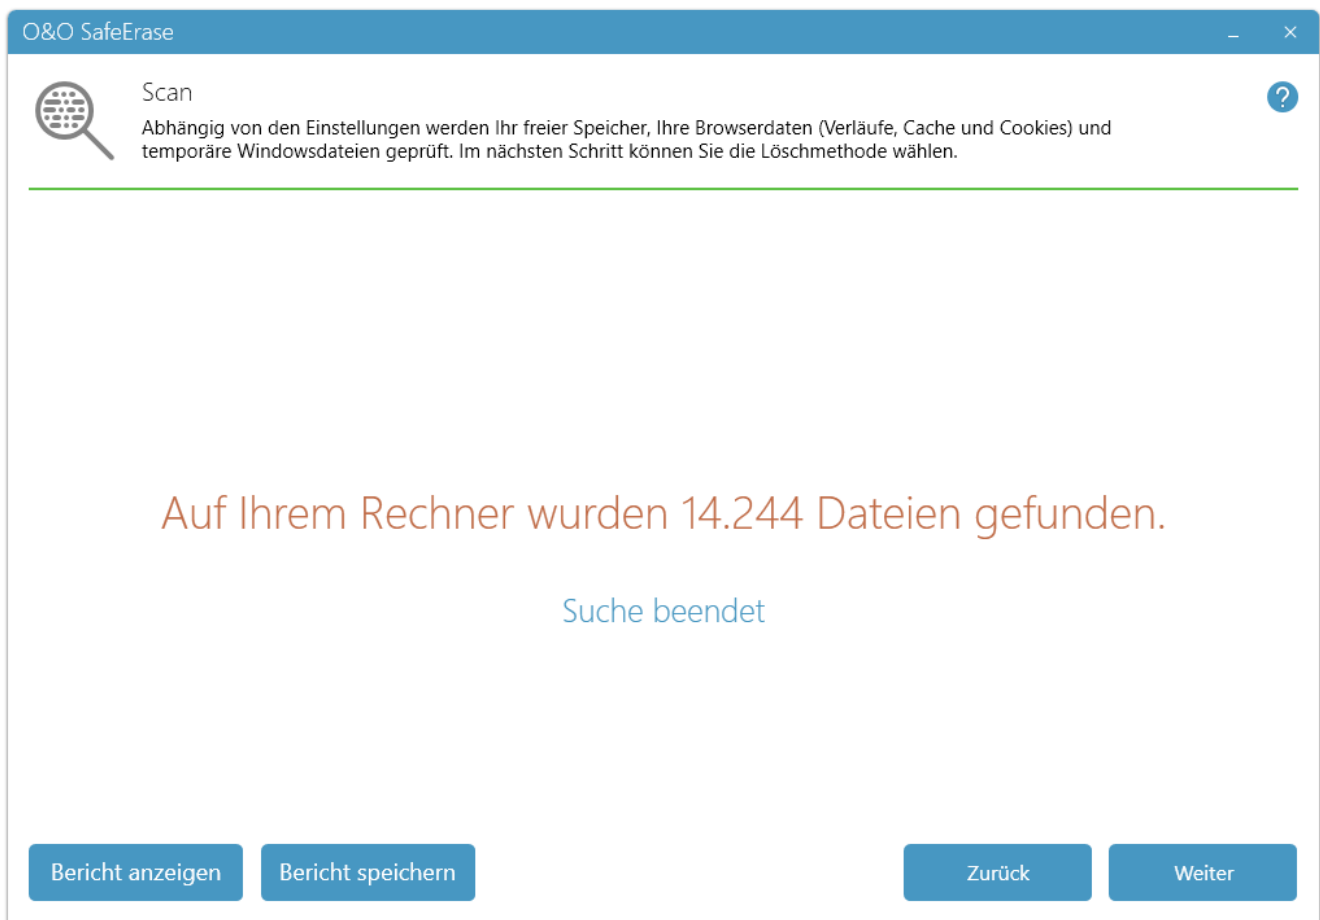 O&O SafeErase
Scan
Abhängig von den Einstellungen werden Ihr freier Speicher, Ihre Browserdaten (Verläufe, Cache und Cookies) und
temporäre Windowsdateien geprüft. Im nächsten Schritt können Sie die Löschmethode wählen.
?
Auf Ihrem Rechner wurden 14.244 Dateien gefunden.
Suche beendet
Bericht anzeigen
Bericht speichern
Zurück
Weiter